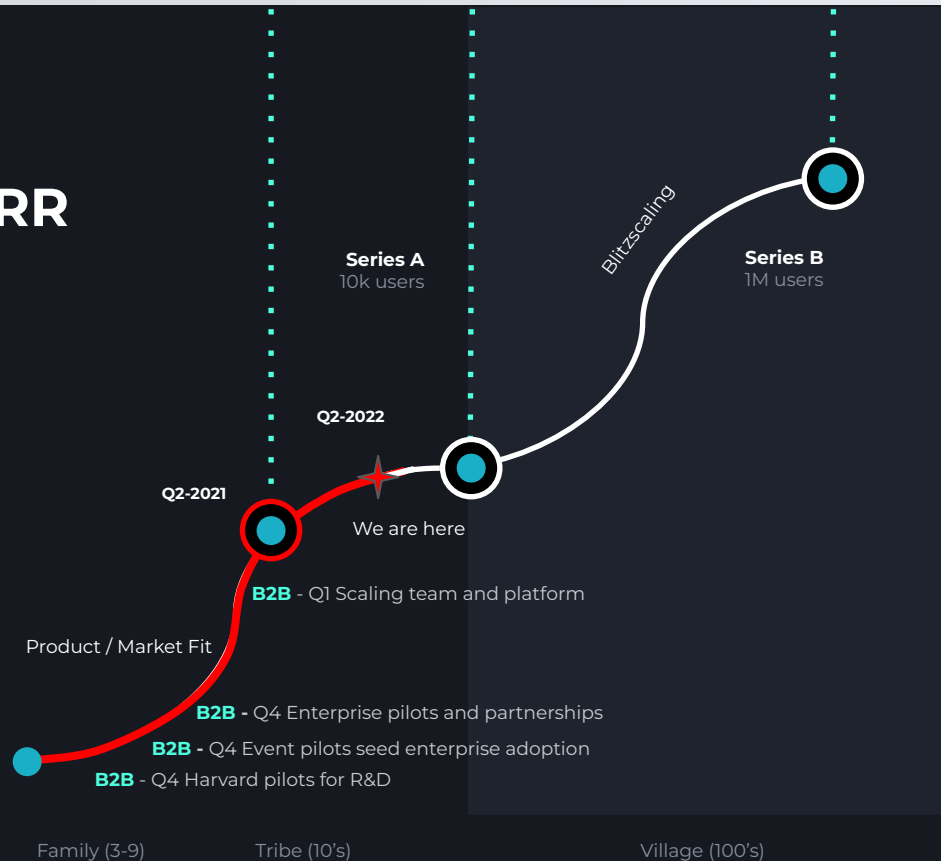 RR
Blitzscaling
Series A
10k users
Series B
1M users
Q2-2022
Q2-2021
We are here
B2B - Q1 Scaling team and platform
Product / Market Fit
B2B - Q4 Enterprise pilots and partnerships
B2B - Q4 Event pilots seed enterprise adoption
B2B - Q4 Harvard pilots for R&D
Family (3-9)
Tribe (10’s)
Village (100’s)